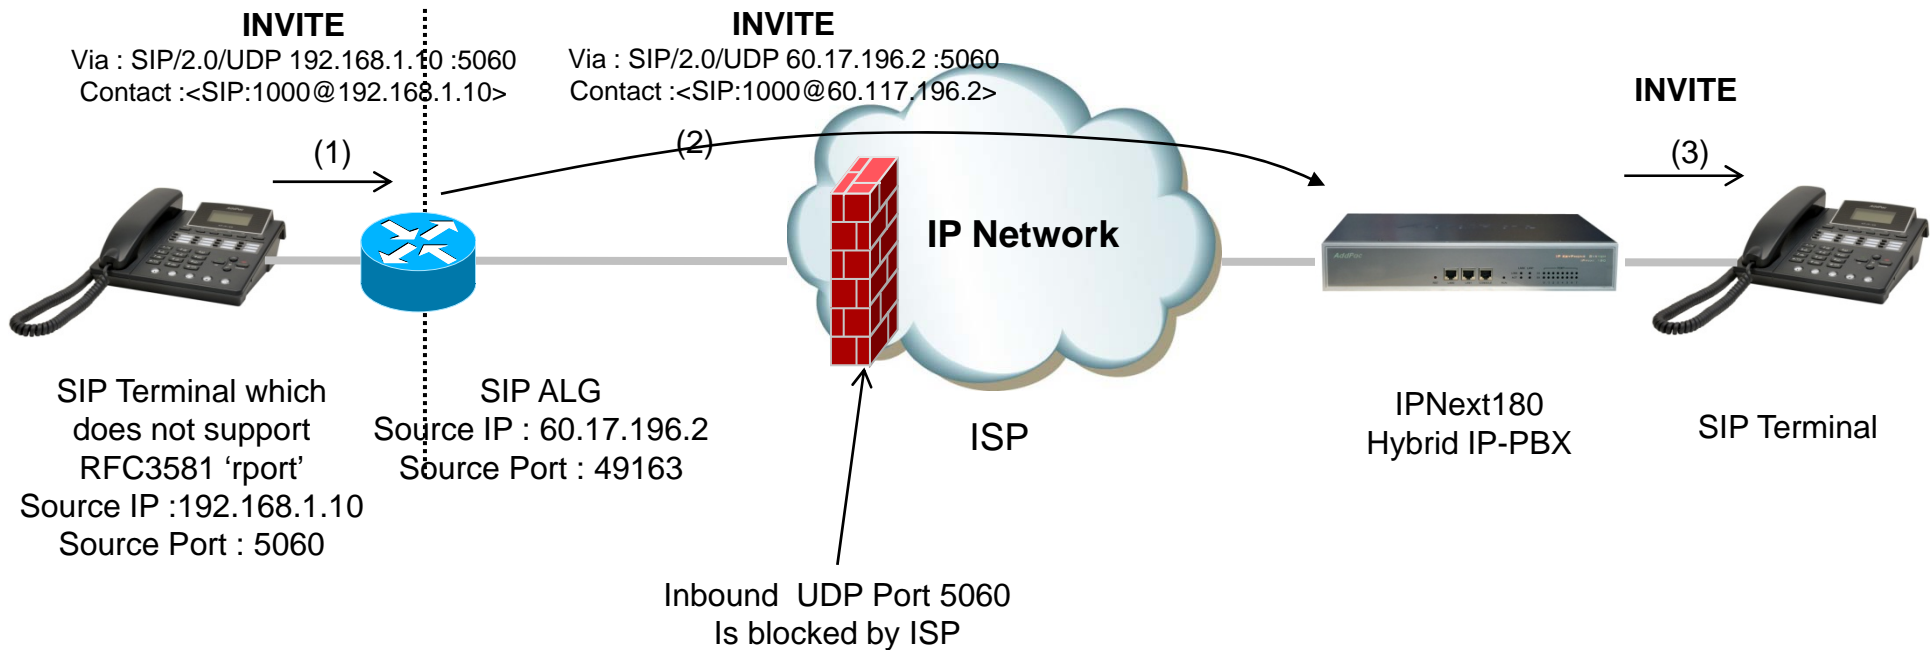 INVITE
Via : SIP/2.0/UDP 192.168.1.10 :5060
Contact :<SIP:1000@192.168.1.10>
INVITE
Via : SIP/2.0/UDP 60.17.196.2 :5060
Contact :<SIP:1000@60.117.196.2>
INVITE
(1)
(2)
(3)
IP Network
AddPac
SIP Terminal which
does not support
RFC3581 ‘rport’
Source IP :192.168.1.10
Source Port : 5060
SIP ALG
Source IP : 60.17.196.2
Source Port : 49163
ISP
IPNext180
Hybrid IP-PBX
SIP Terminal
Inbound  UDP Port 5060
Is blocked by ISP